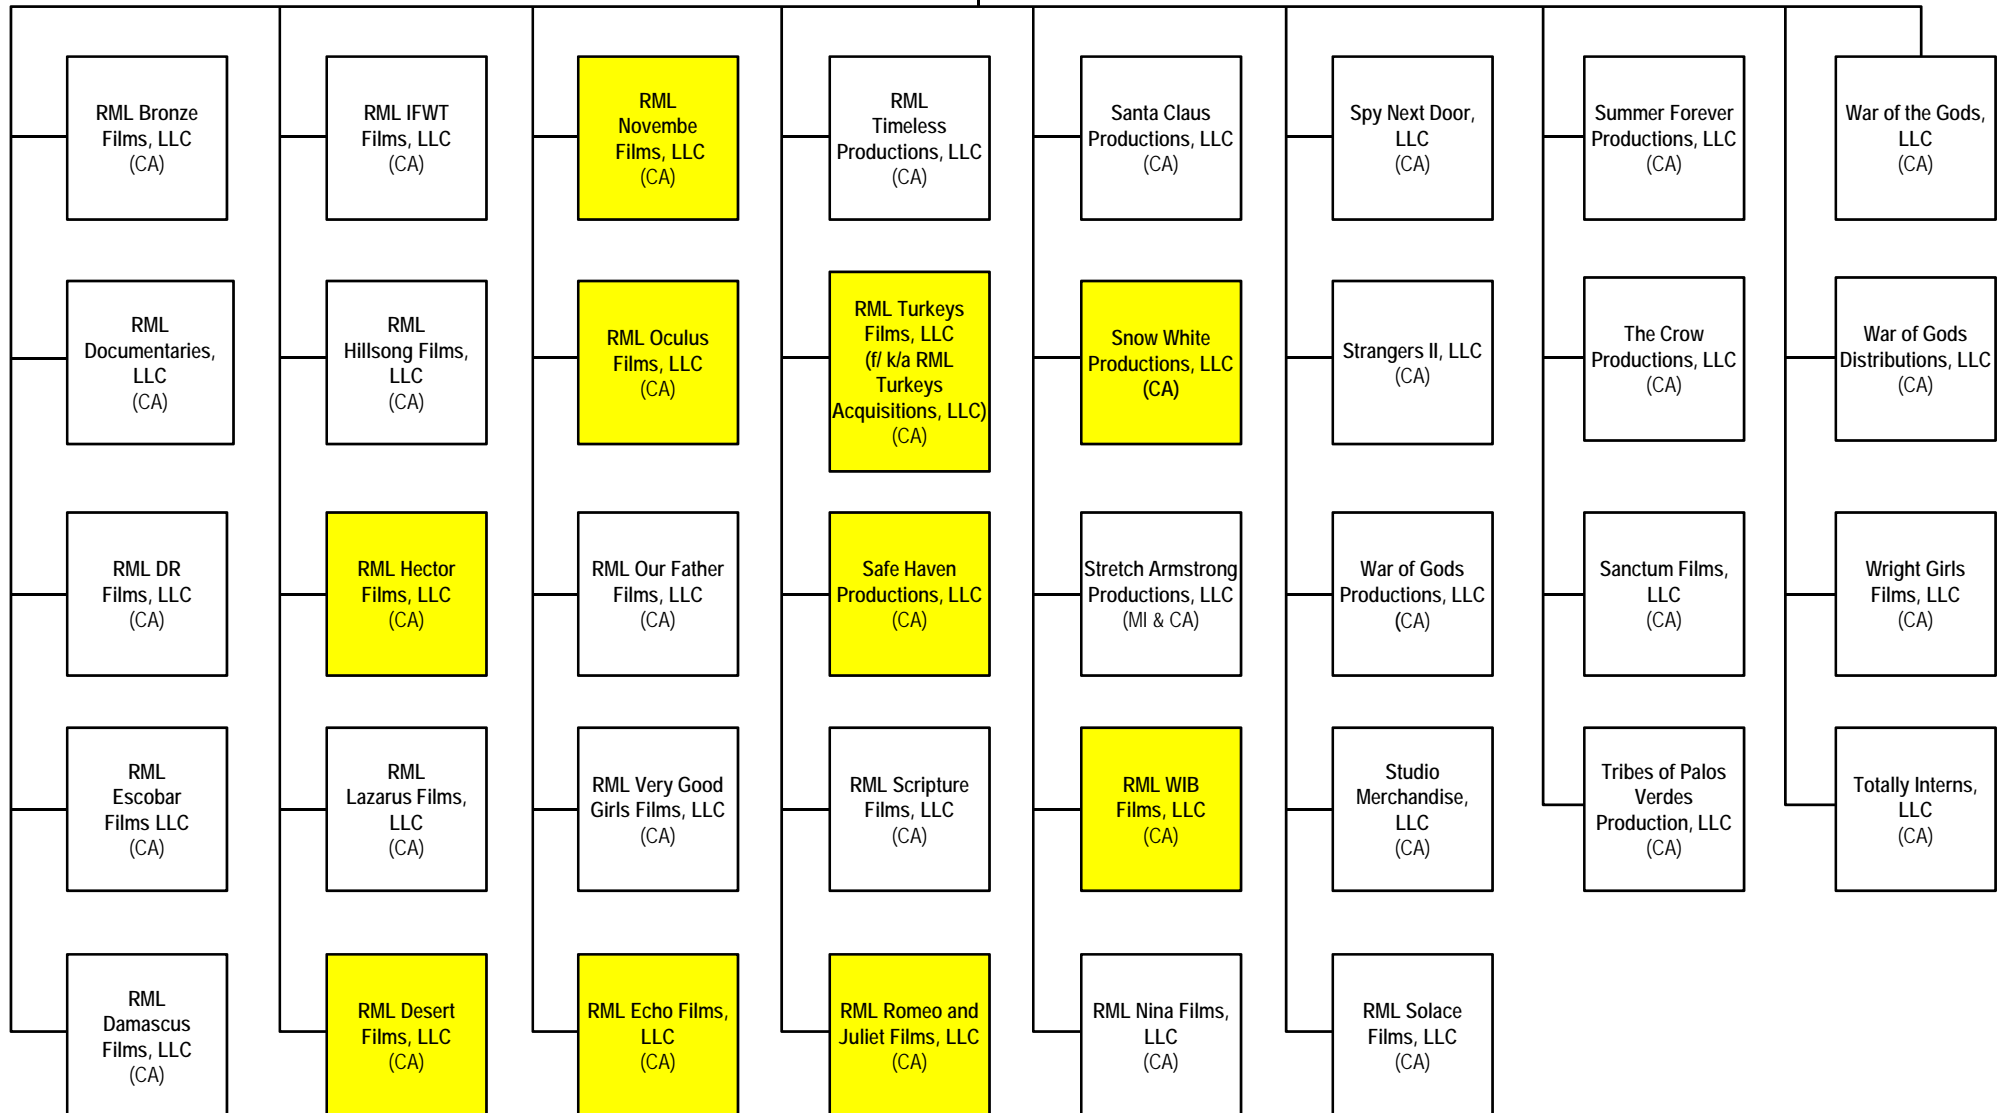 RML Bronze
Films, LLC
(CA)
RML IFWT
Films, LLC
(CA)
RML
Novembe
Films, LLC
(CA)
RML
Timeless
Productions, LLC
(CA)
Santa Claus
Productions, LLC
(CA)
Spy Next Door,
LLC
(CA)
Summer Forever
Productions, LLC
(CA)
War of the Gods,
LLC
(CA)
RML
Documentaries,
LLC
(CA)
RML
Hillsong Films,
LLC
(CA)
RML Oculus
Films, LLC
(CA)
RML Turkeys
Films, LLC
(f/ k/a RML
Turkeys
Acquisitions, LLC)
(CA)
Snow White
Productions, LLC
(CA)
Strangers II, LLC
(CA)
The Crow
Productions, LLC
(CA)
War of Gods
Distributions, LLC
(CA)
RML DR
Films, LLC
(CA)
RML Hector
Films, LLC
(CA)
RML Our Father
Films, LLC
(CA)
Safe Haven
Productions, LLC
(CA)
Stretch Armstrong
Productions, LLC
(MI & CA)
War of Gods
Productions, LLC
(CA)
Sanctum Films,
LLC
(CA)
Wright Girls
Films, LLC
(CA)
RML
Escobar
Films LLC
(CA)
RML
Lazarus Films,
LLC
(CA)
RML Very Good
Girls Films, LLC
(CA)
RML Scripture
Films, LLC
(CA)
RML WIB
Films, LLC
(CA)
Studio
Merchandise,
LLC
(CA)
Tribes of Palos
Verdes
Production, LLC
(CA)
Totally Interns,
LLC
(CA)
RML
Damascus
Films, LLC
(CA)
RML Desert
Films, LLC
(CA)
RML Echo Films,
LLC
(CA)
RML Romeo and
Juliet Films, LLC
(CA)
RML Nina Films,
LLC
(CA)
RML Solace
Films, LLC
(CA)